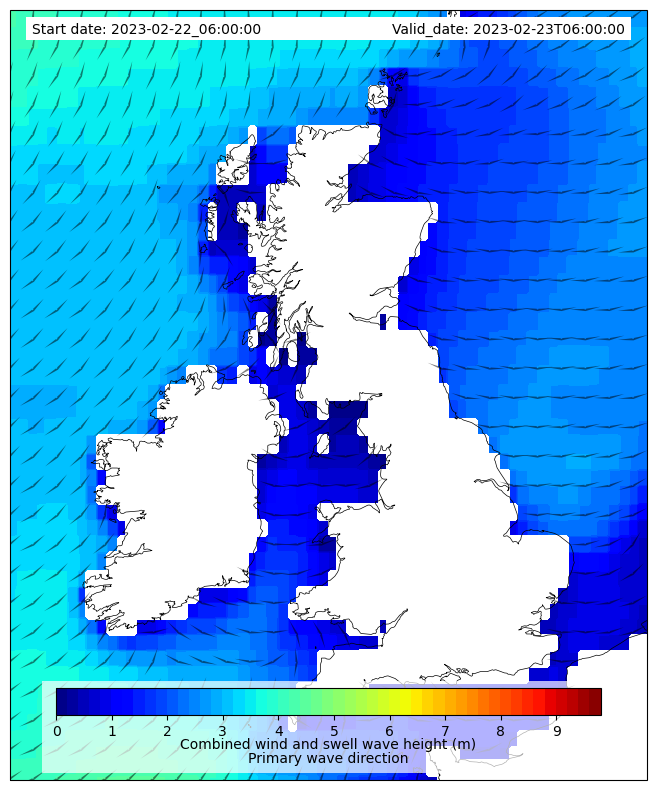 Start date: 2023-02-22_06:00:00 Valid_date: 2023-02-23T06:00:00
0 1 2 3 4 5 6 7 8 9
Combined wind and swell wave height (m)
Primary wave direction